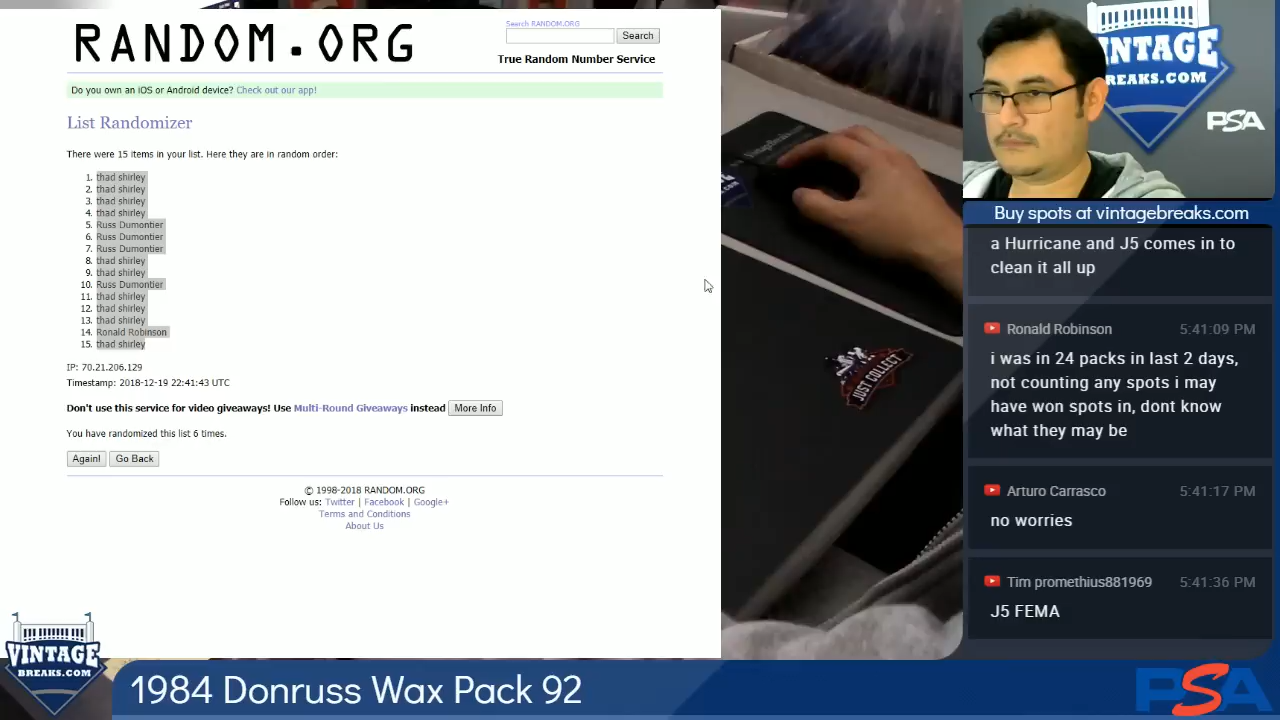 RANDOM.ORG
Search RANDOM.ORG
Search
True Random Number Service
Do you own an iOS or Android device? Check out our app!
List Randomizer
There were 15 items in your list. Here they are in random order:
1. thad shirley
2. thad shirley
3. thad shirley
4. thad shirley
5. Russ Dumontier
6. Russ Dumontier
7. Russ Dumontier
8. thad shirley
9. thad shirley
10. Russ Dumontier
11. thad shirley
12. thad shirley
13. thad shirley
14. Ronald Robinson
15. thad shirley
IP: 70.21.206.129
Timestamp: 2018-12-19 22:41:43 UTC
Don't use this service for video giveaways! Use Multi-Round Giveaways instead More Info
You have randomized this list 6 times.
Again! Go Back
© 1998-2018 RANDOM.ORG
Follow us: Twitter | Facebook | Google+
Terms and Conditions
About Us
JUST COLLECT
VINTAGE
BREAKS.COM
PSA
Buy spots at vintagebreaks.com
a Hurricane and J5 comes in to
clean it all up
Ronald Robinson 5:41:09 PM
i was in 24 packs in last 2 days,
not counting any spots i may
have won spots in, dont know
what they may be
Arturo Carrasco 5:41:17 PM
no worries
Tim promethius881969 5:41:36 PM
J5 FEMA
VINTAGE
BREAKS.COM
1984 Donruss Wax Pack 92
PSA